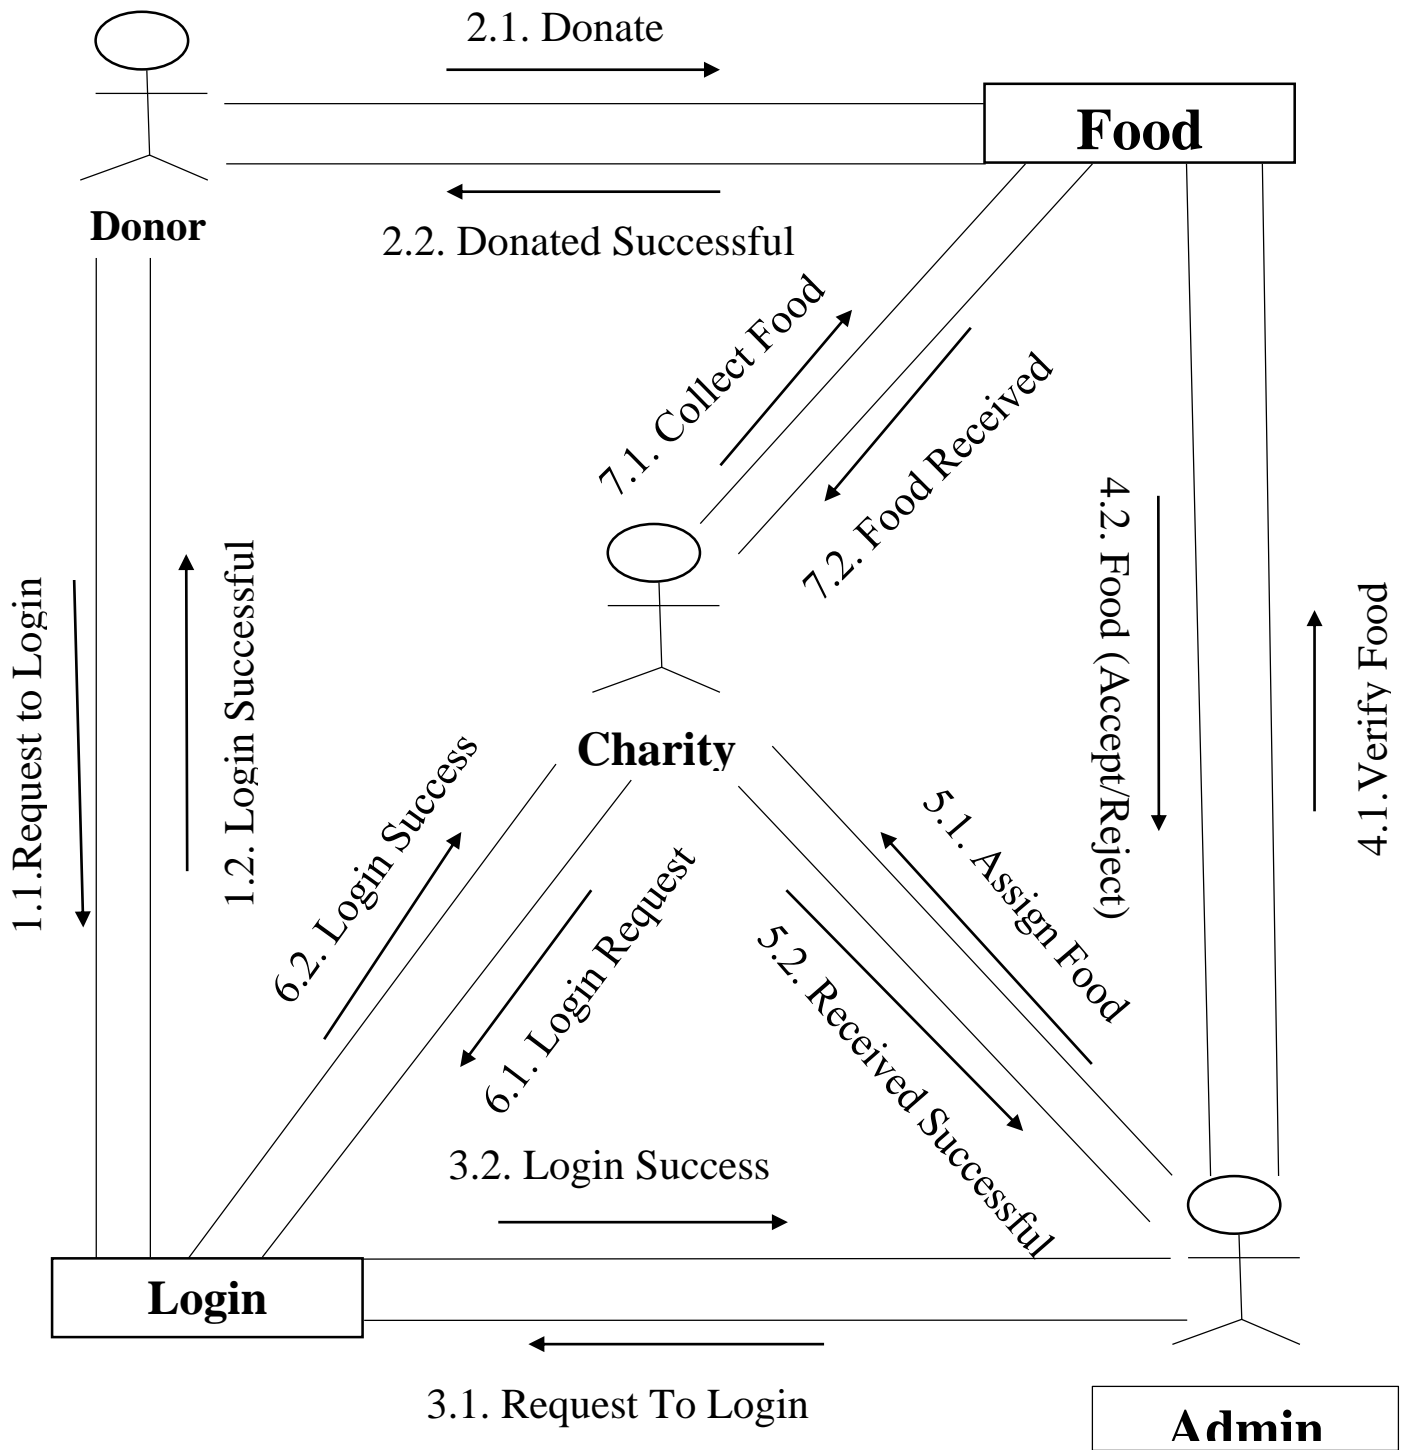 2.1. Donate
Food
Donor
2.2. Donated Successful
7.1. Collect Food
7.2. Food Received
4.2. Food (Accept/Reject)
4.1.Verify Food
1.1.Request to Login
1.2. Login Successful
Charity
6.2. Login Success
6.1. Login Request
5.1. Assign Food
5.2. Received Successful
3.2. Login Success
Login
3.1. Request To Login
Admin